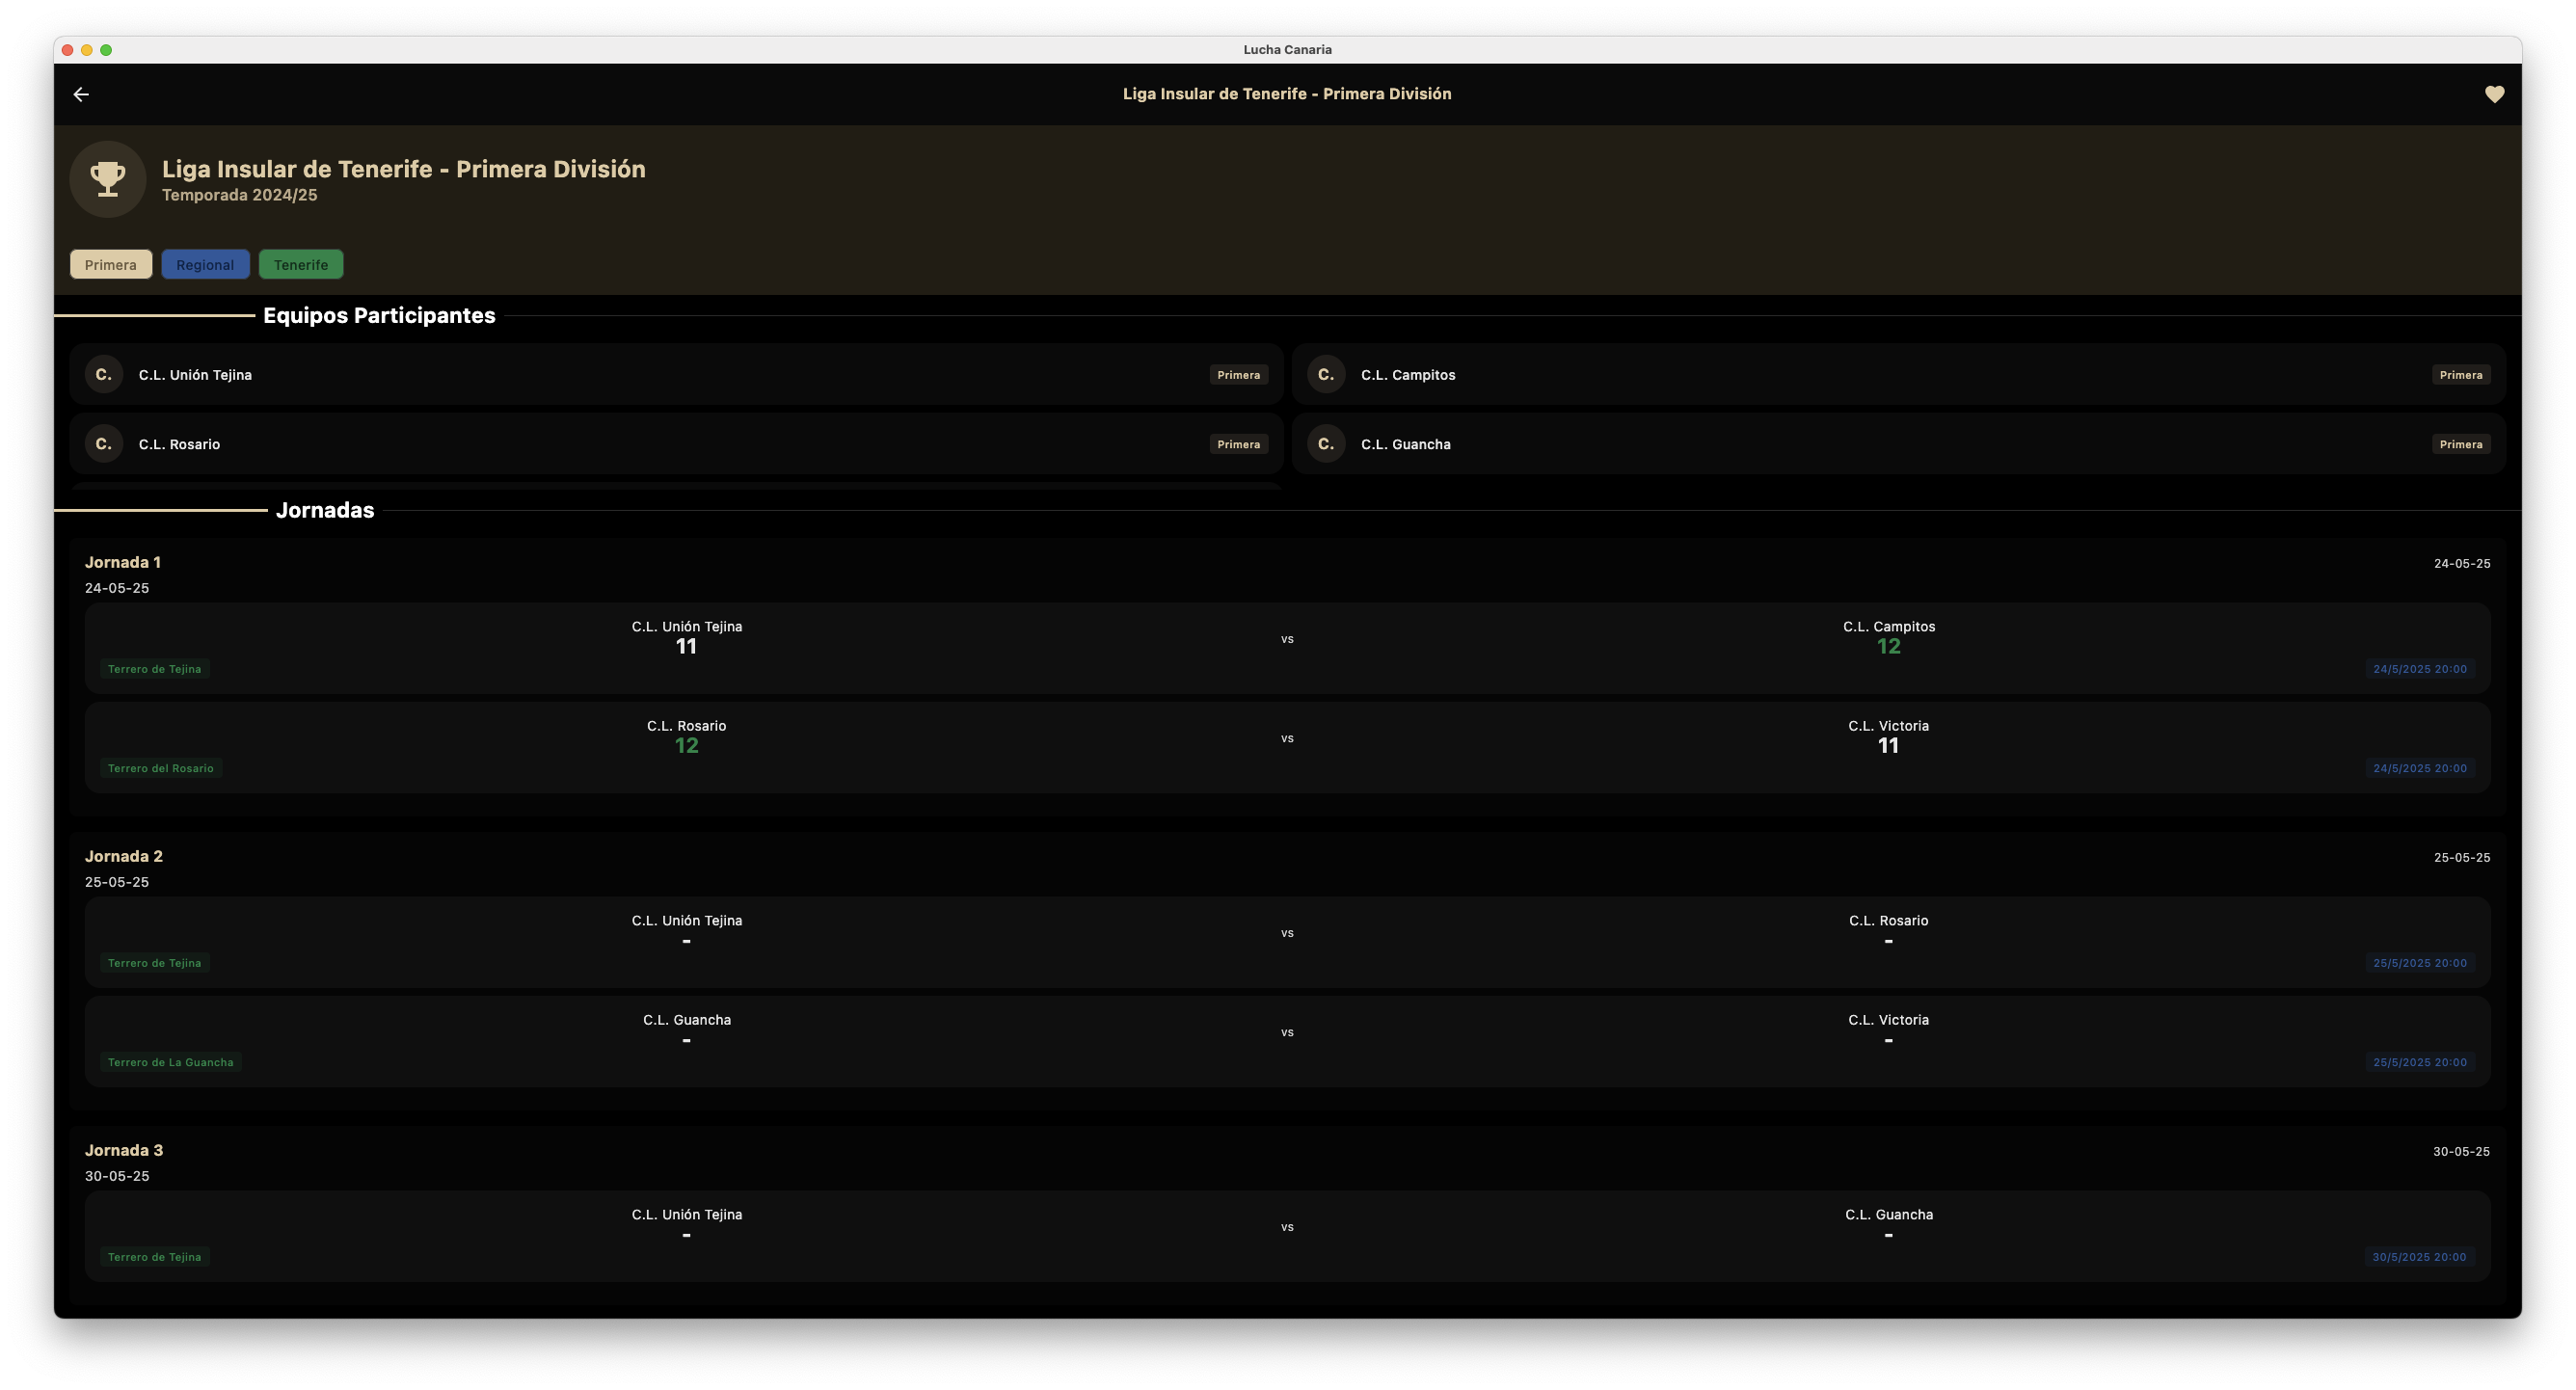 Lucha Canaria
Liga Insular de Tenerife - Primera División
Liga Insular de Tenerife - Primera División
Temporada 2024/25
Primera Regional Tenerife
Equipos Participantes
C. C.L. Unión Tejina Primera
C. C.L. Campitos Primera
C. C.L. Rosario Primera
C. C.L. Guancha Primera
Jornadas
Jornada 1 24-05-25
24-05-25
C.L. Unión Tejina vs C.L. Campitos
11 12
Terrero de Tejina 24/5/2025 20:00
C.L. Rosario vs C.L. Victoria
12 11
Terrero del Rosario 24/5/2025 20:00
Jornada 2 25-05-25
25-05-25
C.L. Unión Tejina vs C.L. Rosario
- -
Terrero de Tejina 25/5/2025 20:00
C.L. Guancha vs C.L. Victoria
- -
Terrero de La Guancha 25/5/2025 20:00
Jornada 3 30-05-25
30-05-25
C.L. Unión Tejina vs C.L. Guancha
- -
Terrero de Tejina 30/5/2025 20:00